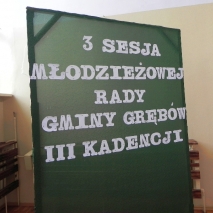 3 SESJA
MŁODZIEŻOWEJ
RADY
GMINY GRĘBÓW
III KADENCJI